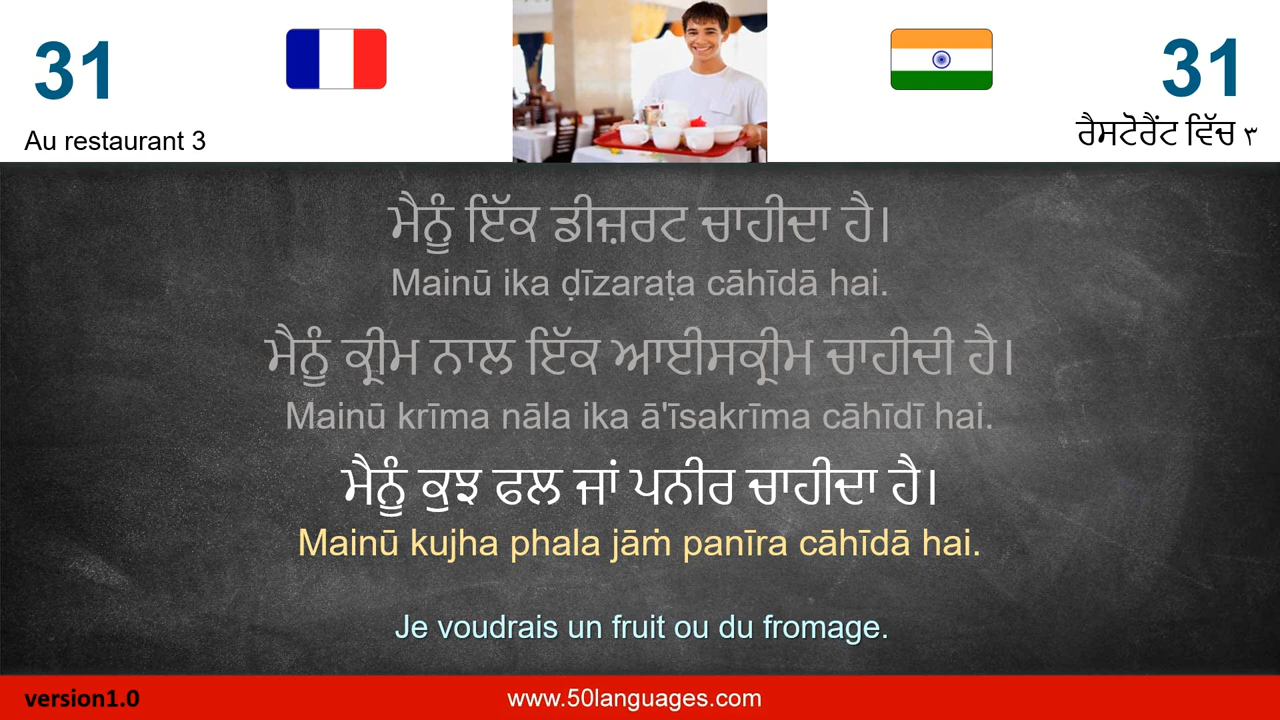 31
31
Au restaurant 3
ਰੈਸਟੋਰੈਂਟ ਵਿੱਚ ੩
ਮੈਨੂੰ ਇੱਕ ਡੀਜ਼ਰਟ ਚਾਹੀਦਾ ਹੈ।
Mainū ika ḍīzaraṭa cāhīdā hai.
ਮੈਨੂੰ ਕ੍ਰੀਮ ਨਾਲ ਇੱਕ ਆਈਸਕ੍ਰੀਮ ਚਾਹੀਦੀ ਹੈ।
Mainū krīma nāla ika ā'īsakrīma cāhīdī hai.
ਮੈਨੂੰ ਕੁਝ ਫਲ ਜਾਂ ਪਨੀਰ ਚਾਹੀਦਾ ਹੈ।
Mainū kujha phala jāṁ panīra cāhīdā hai.
Je voudrais un fruit ou du fromage.
version1.0
www.50languages.com